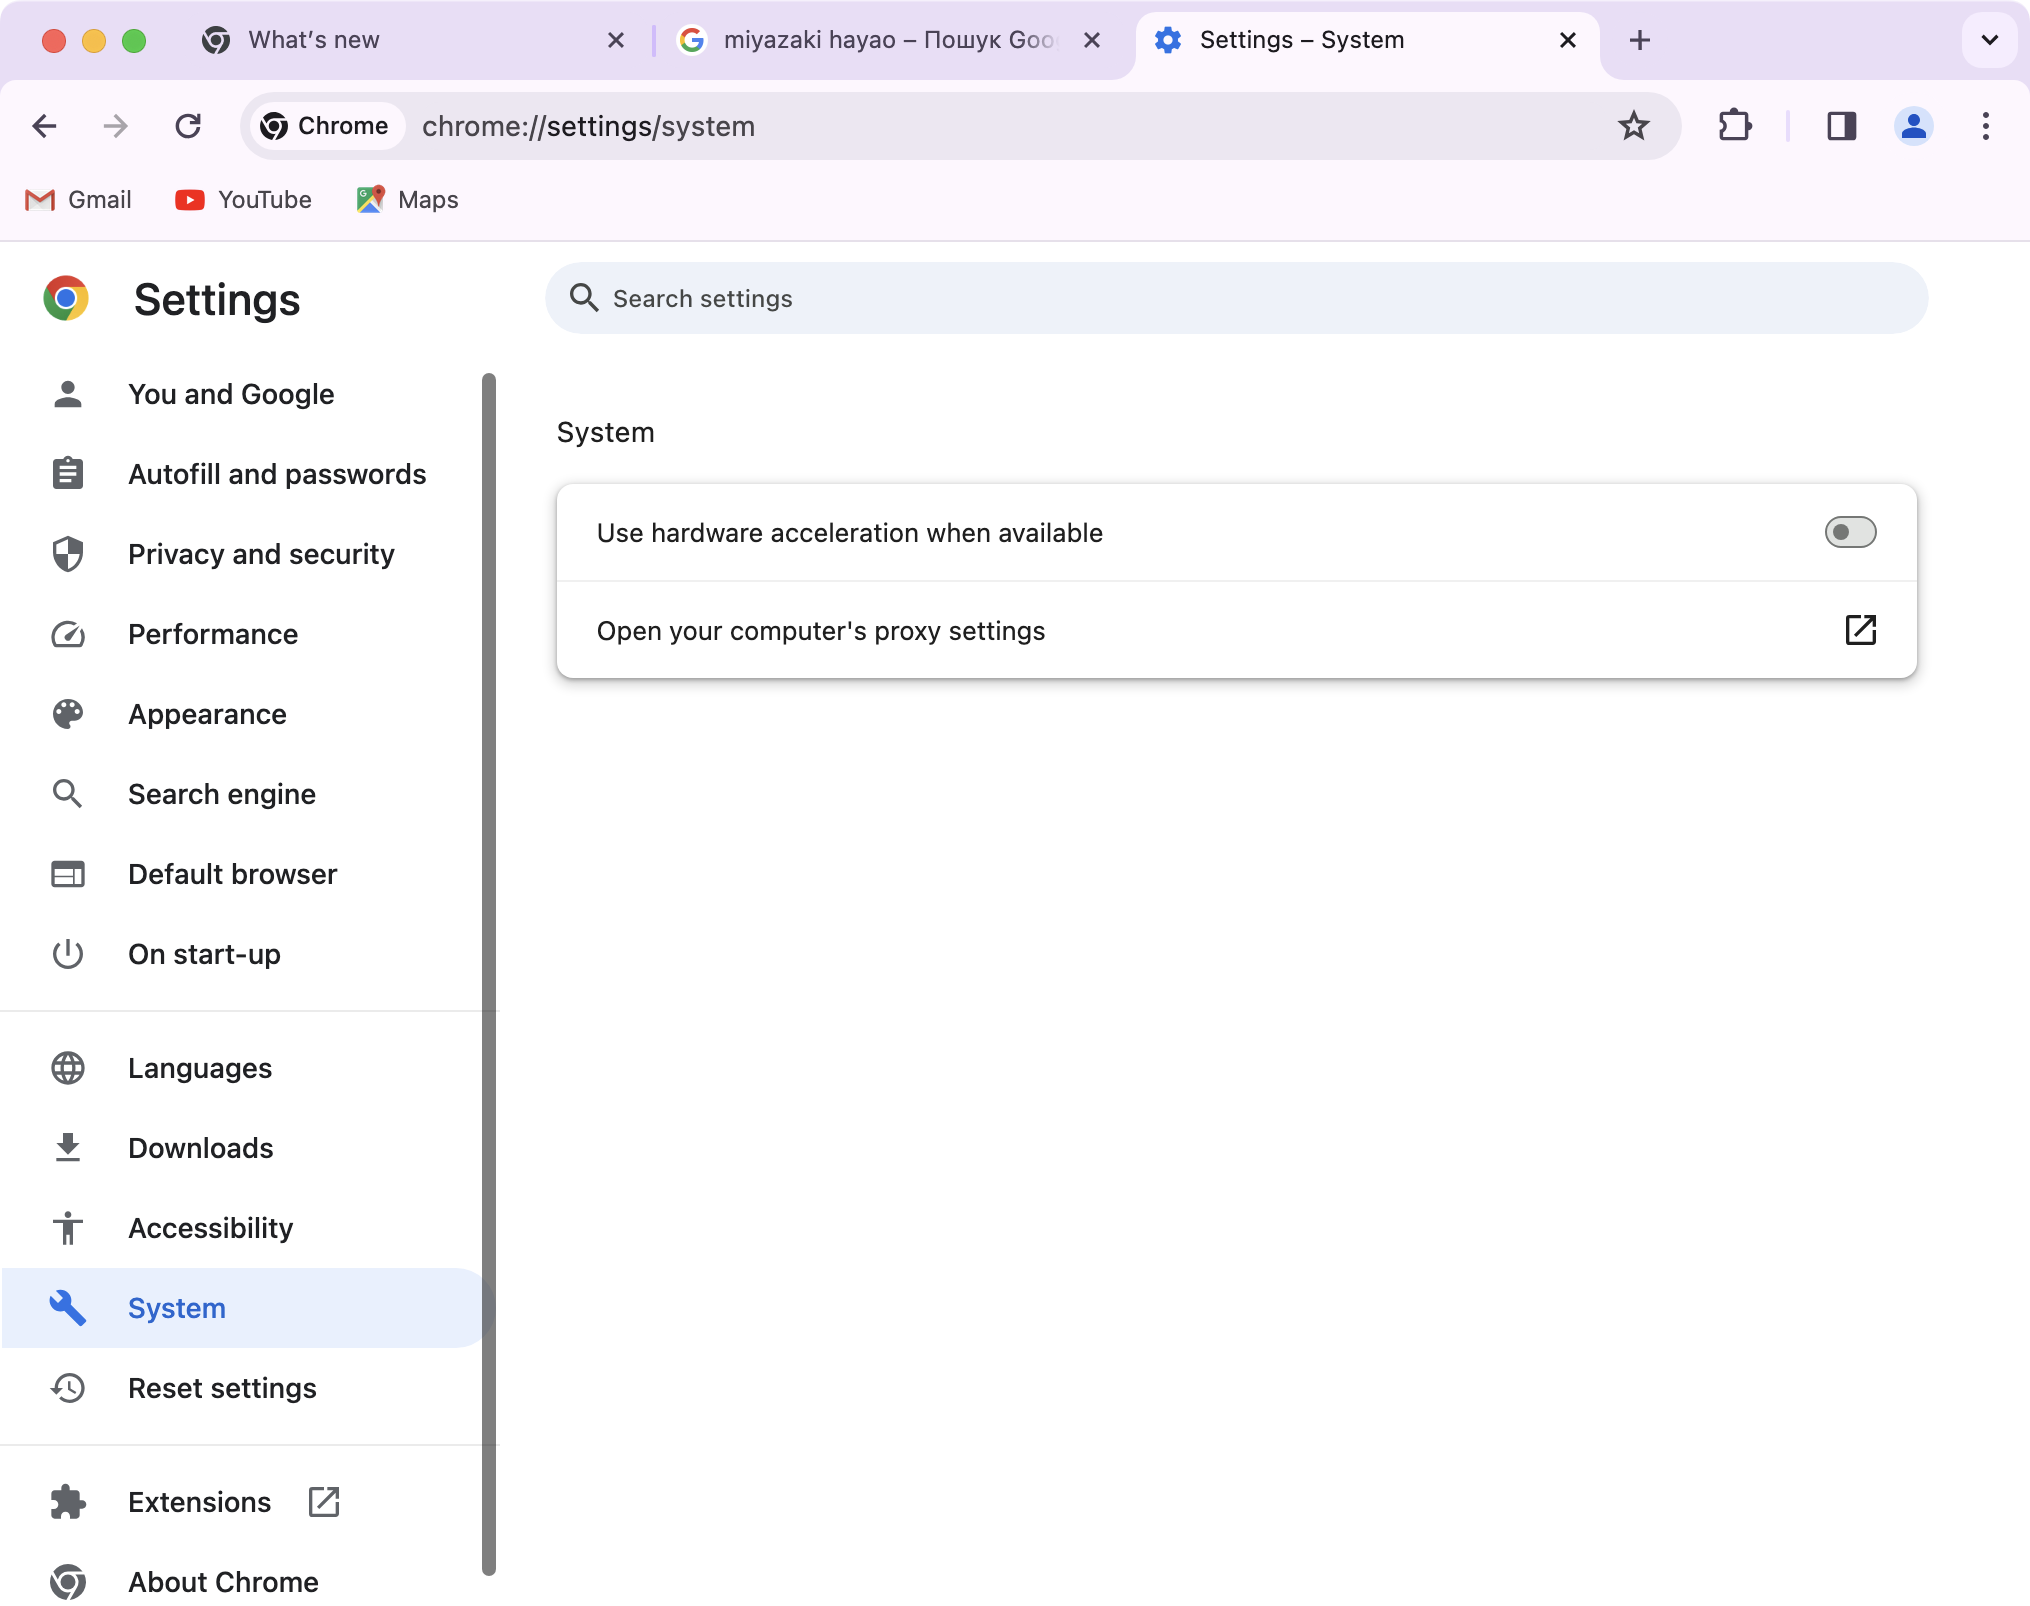 What's new
miyazaki hayao – Пошук Goo
Settings – System
Chrome
chrome://settings/system
Gmail
YouTube
Maps
Settings
Search settings
You and Google
Autofill and passwords
Privacy and security
Performance
Appearance
Search engine
Default browser
On start-up
Languages
Downloads
Accessibility
System
Reset settings
Extensions
About Chrome
System
Use hardware acceleration when available
Open your computer's proxy settings